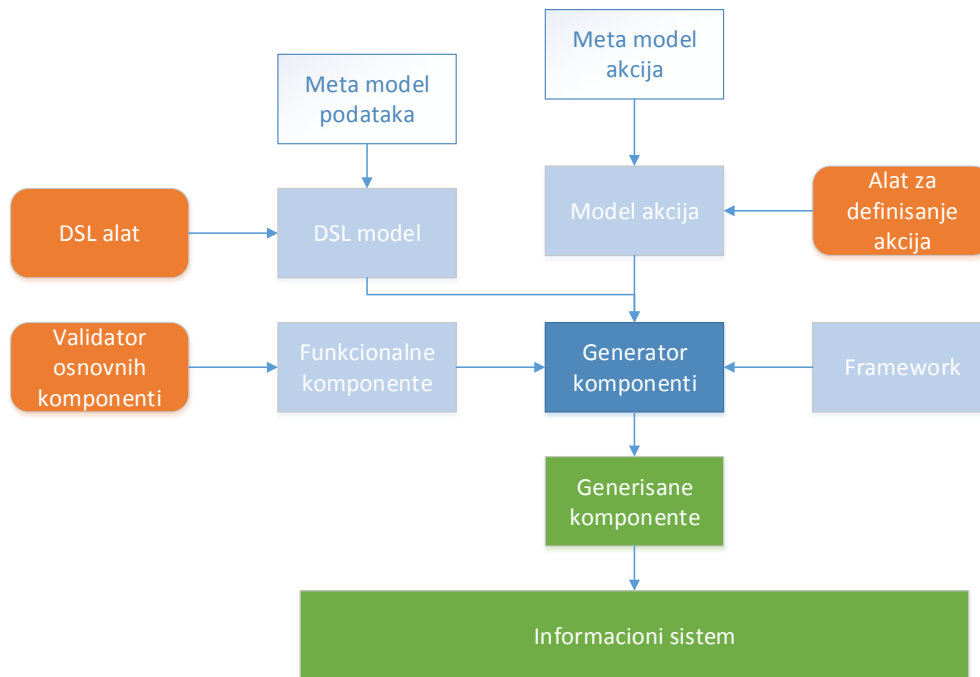 Meta model
akcija
Meta model
podataka
DSL alat
DSL model
Model akcija
Alat za
definisanje
akcija
Validator
osnovnih
komponenti
Funkcionalne
komponente
Generator
komponenti
Framework
Generisane
komponente
Informacioni sistem